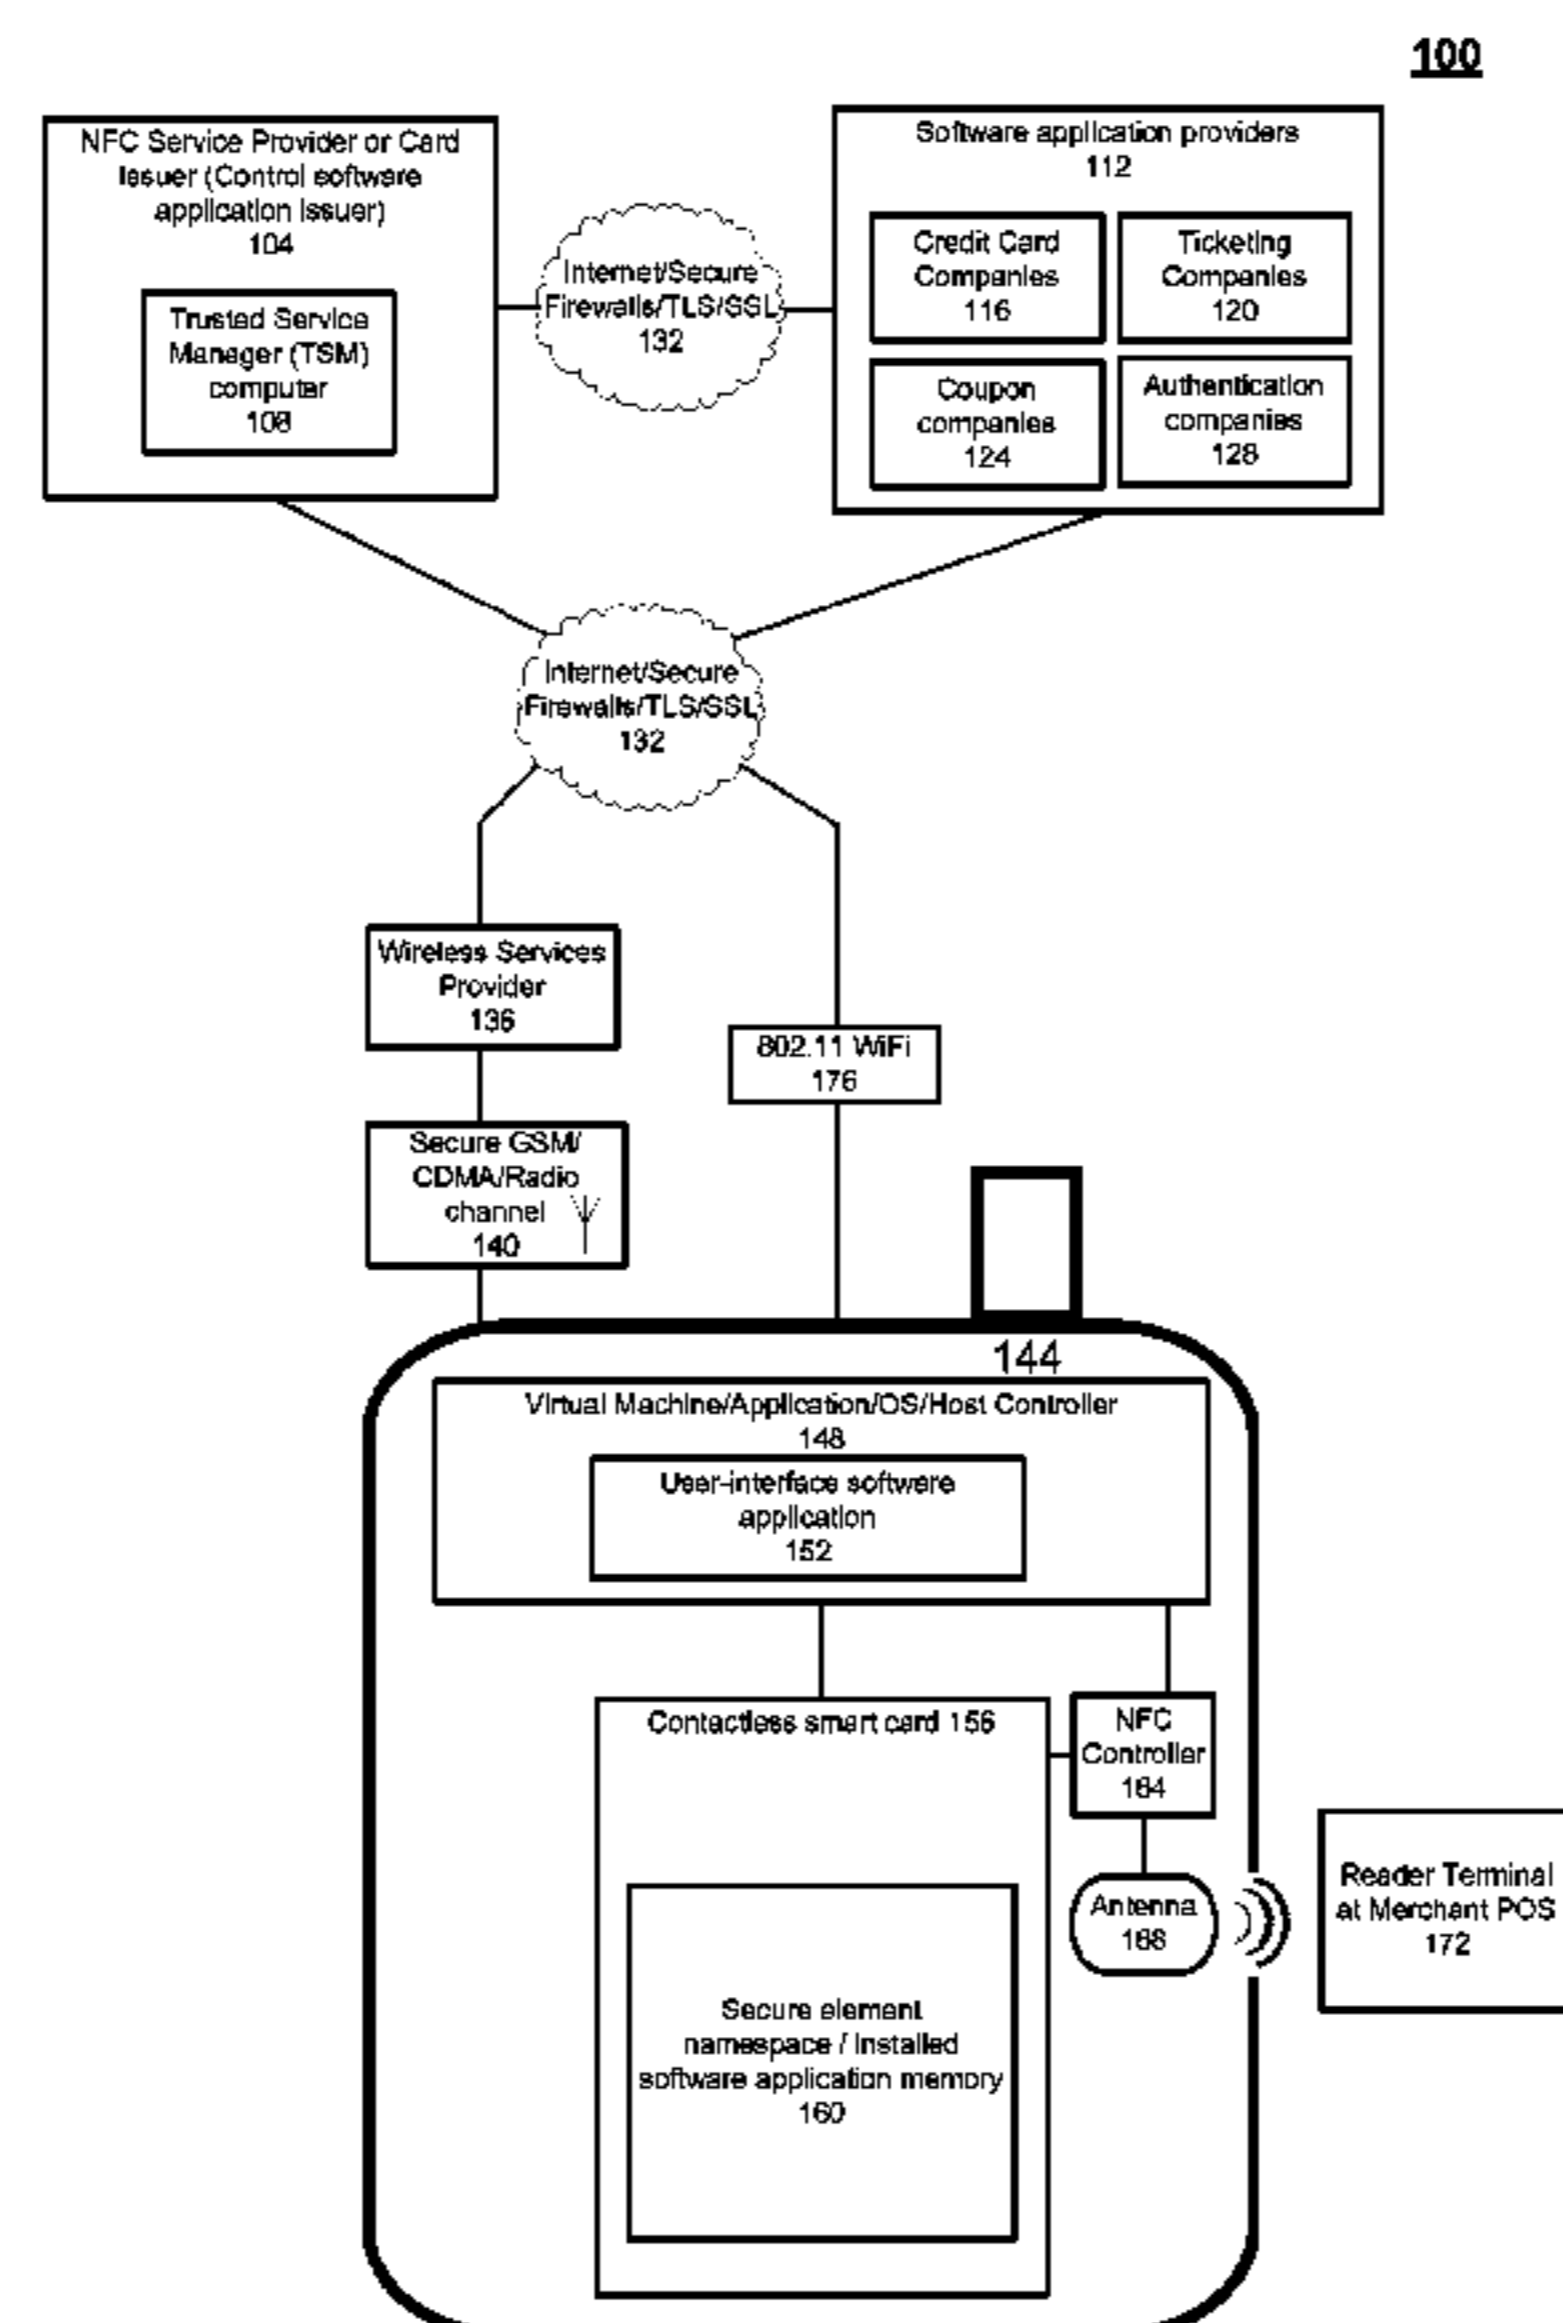 100
NFC Service Provider or Card
Issuer (Control software
application issuer)
104
Trusted Service
Manager (TSM)
computer
108
Internet/Secure
Firewalls/TLS/SSL
132
Software application providers
112
Credit Card
Companies
116
Ticketing
Companies
120
Coupon
companies
124
Authentication
companies
128
Internet/Secure
Firewalls/TLS/SSL
132
Wireless Services
Provider
136
802.11 WiFi
176
Secure GSM/
CDMA/Radio
channel
140
144
Virtual Machine/Application/OS/Host Controller
148
User-interface software
application
152
Contactless smart card 156
NFC
Controller
164
Antenna
168
Reader Terminal
at Merchant POS
172
Secure element
namespace / Installed
software application memory
160